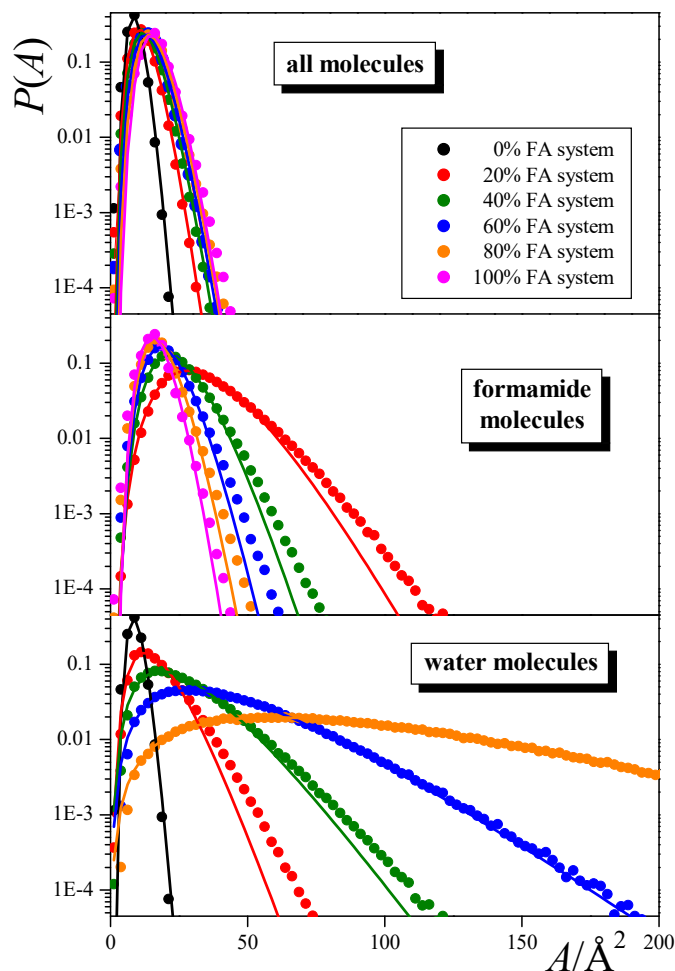 P(A)
0.1
0.01
1E-3
1E-4
all molecules
0% FA system
20% FA system
40% FA system
60% FA system
80% FA system
100% FA system
0.1
0.01
1E-3
1E-4
formamide
molecules
0.1
0.01
1E-3
1E-4
water molecules
0 50 100 150 200
A/Å²